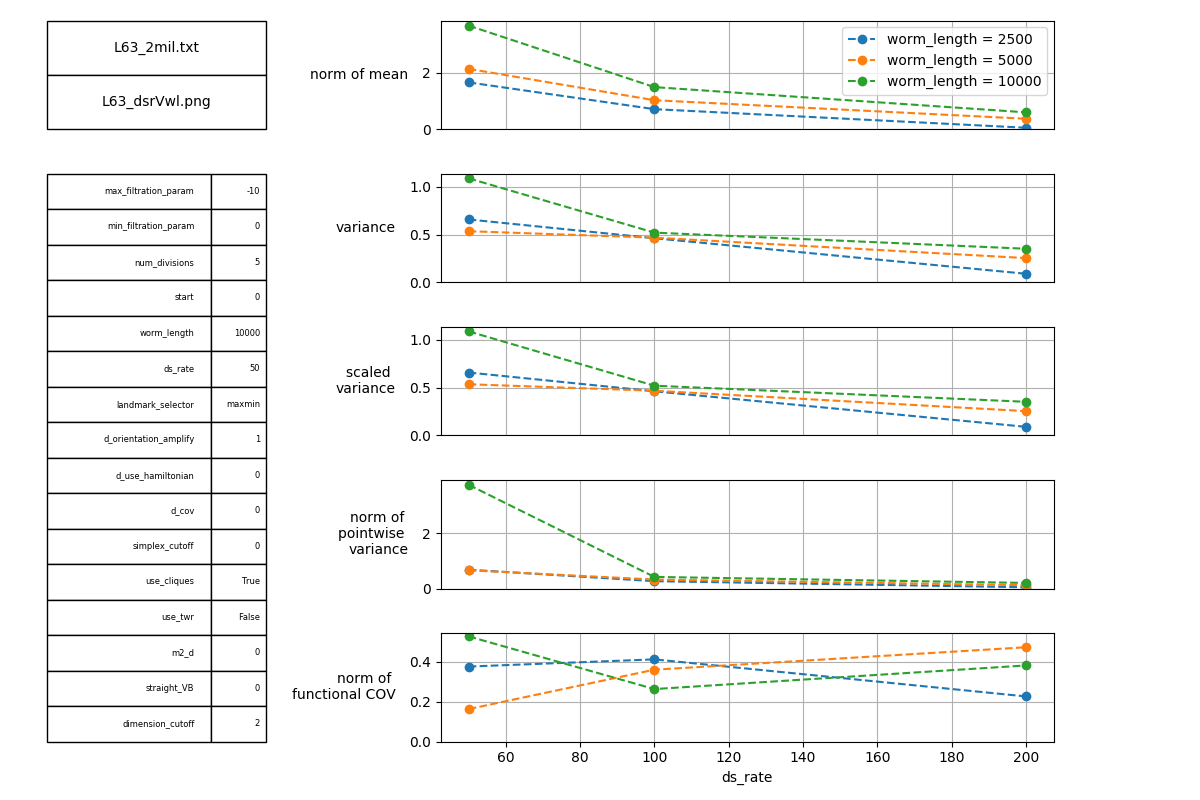 L63_2mil.txt
L63_dsrVwl.png
max_filtration_param -10
min_filtration_param 0
num_divisions 5
start 0
worm_length 10000
ds_rate 50
landmark_selector maxmin
d_orientation_amplify 1
d_use_hamiltonian 0
d_cov 0
simplex_cutoff 0
use_cliques True
use_twr False
m2_d 0
straight_VB 0
dimension_cutoff 2
norm of mean
2
0
worm_length = 2500
worm_length = 5000
worm_length = 10000
variance
1.0
0.5
0.0
scaled
variance
1.0
0.5
0.0
norm of
pointwise
variance
2
0
norm of
functional COV
0.4
0.2
0.0
60 80 100 120 140 160 180 200
ds_rate